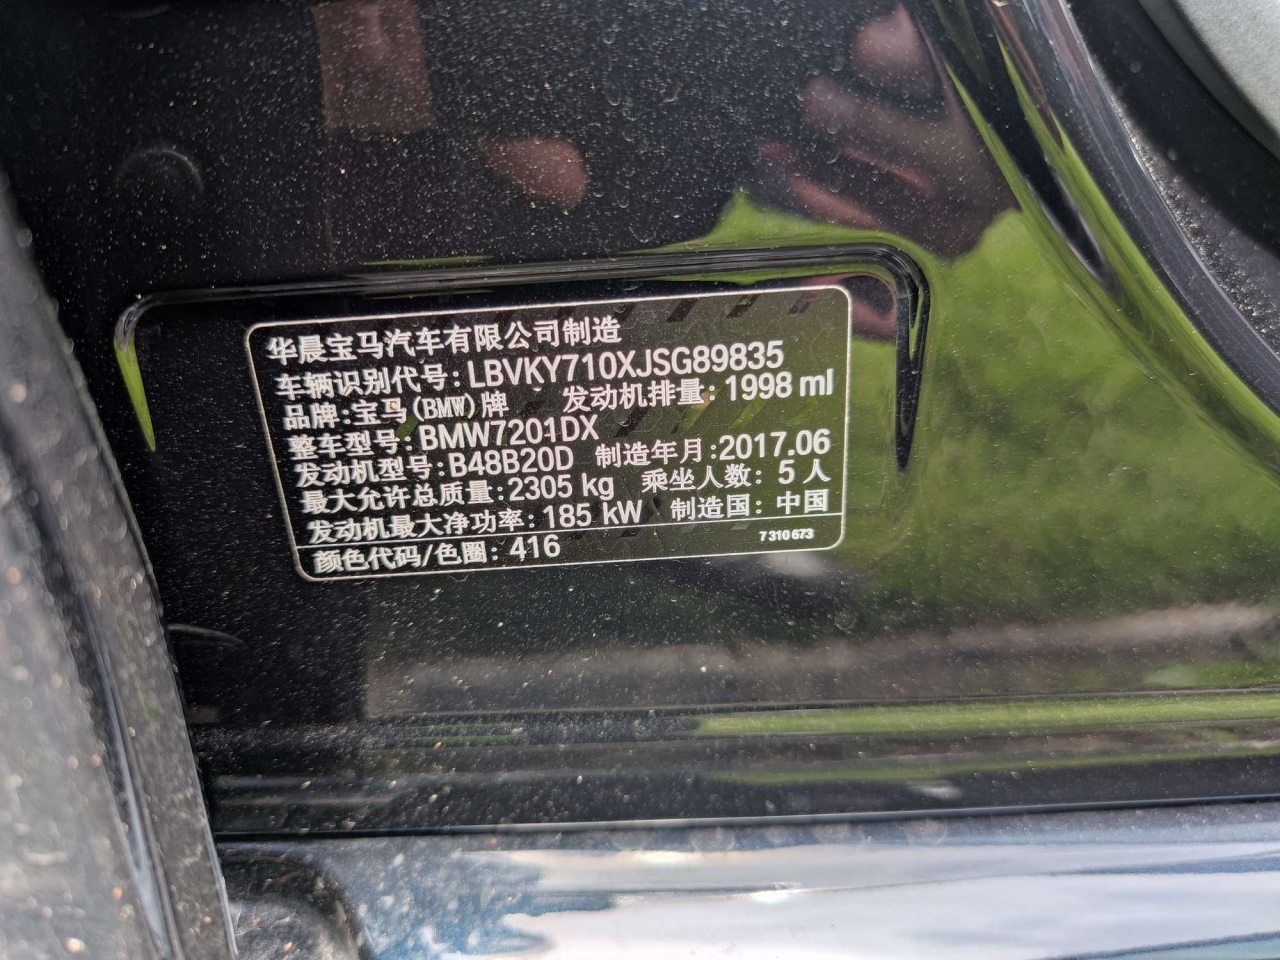 华晨宝马汽车有限公司制造
车辆识别代号: LBVKY710XJSG89835
品牌: 宝马(BMW)牌 发动机排量: 1998 ml
整车型号: BMW7201DX
发动机型号: B48B20D 制造年月: 2017.06
最大允许总质量: 2305 kg 乘坐人数: 5 人
发动机最大净功率: 185 kW 制造国: 中国
颜色代码/色圈: 416 7310673